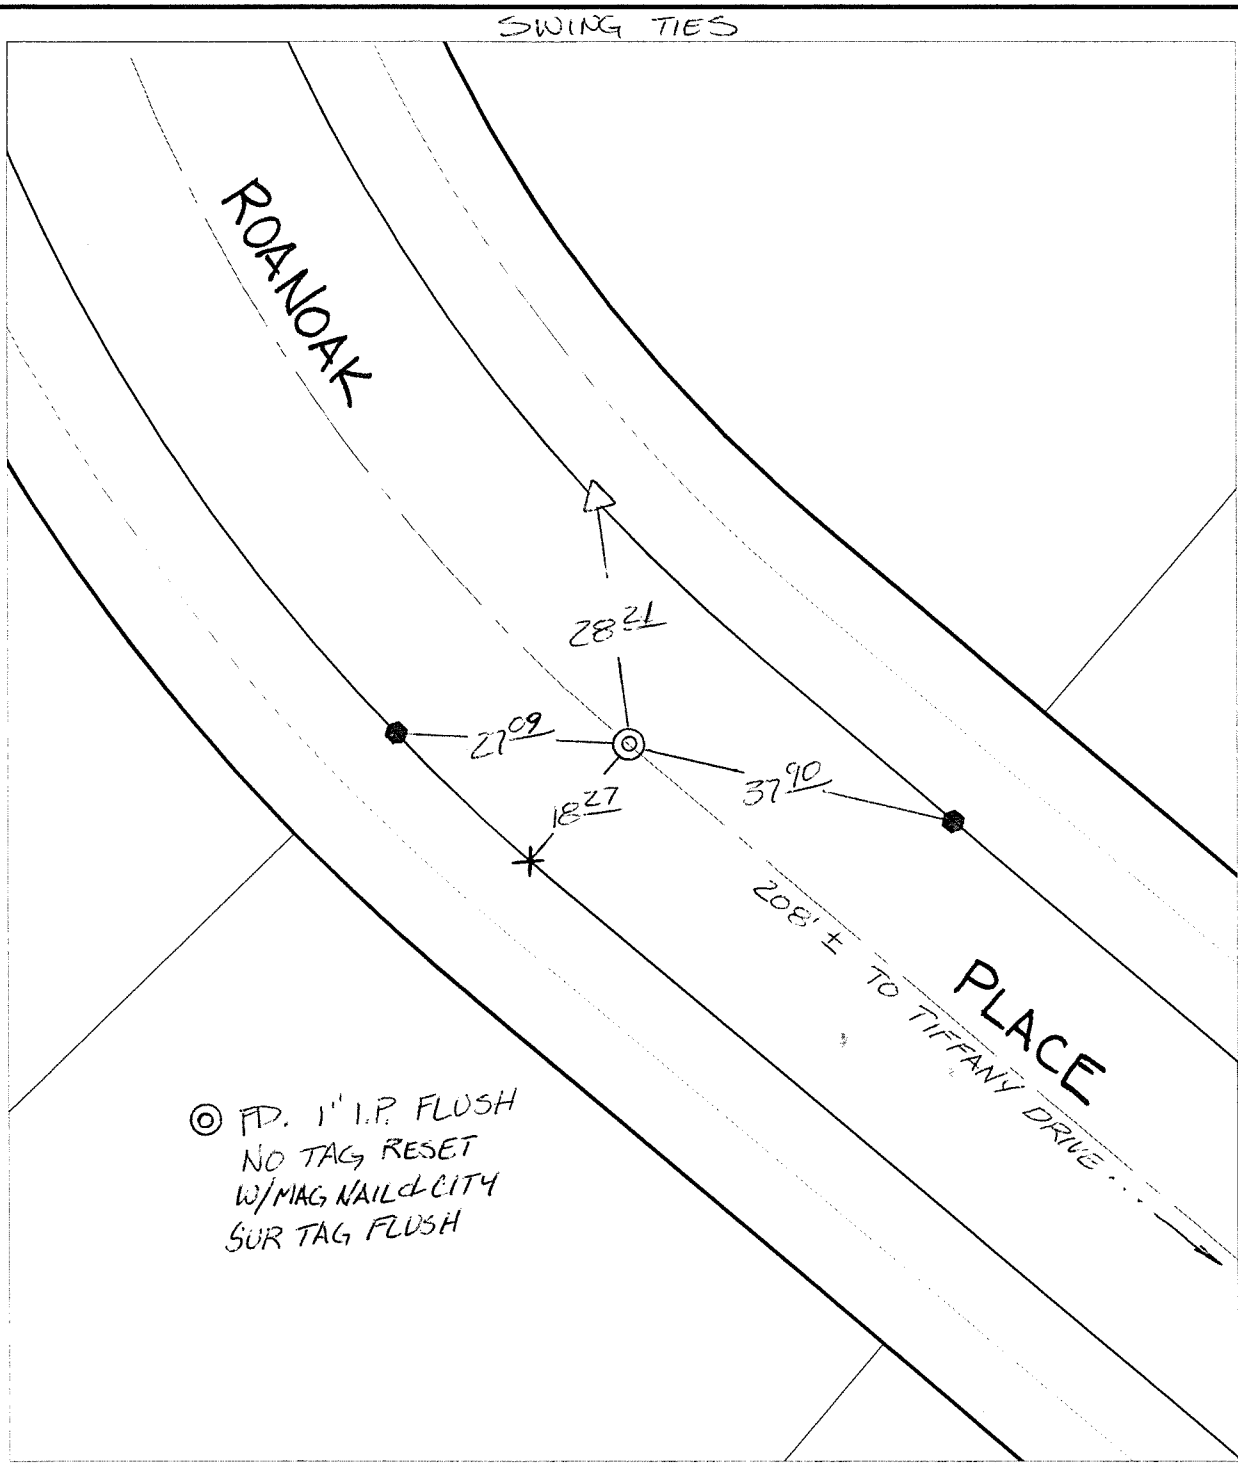 SWING TIES
ROANOAK
28 21
27 09
18 27
37 90
208' ± TO TIFFANY DRIVE...
PLACE
FD. 1" I.P. FLUSH
NO TAG RESET
W/MAG NAIL & CITY
SUR TAG FLUSH